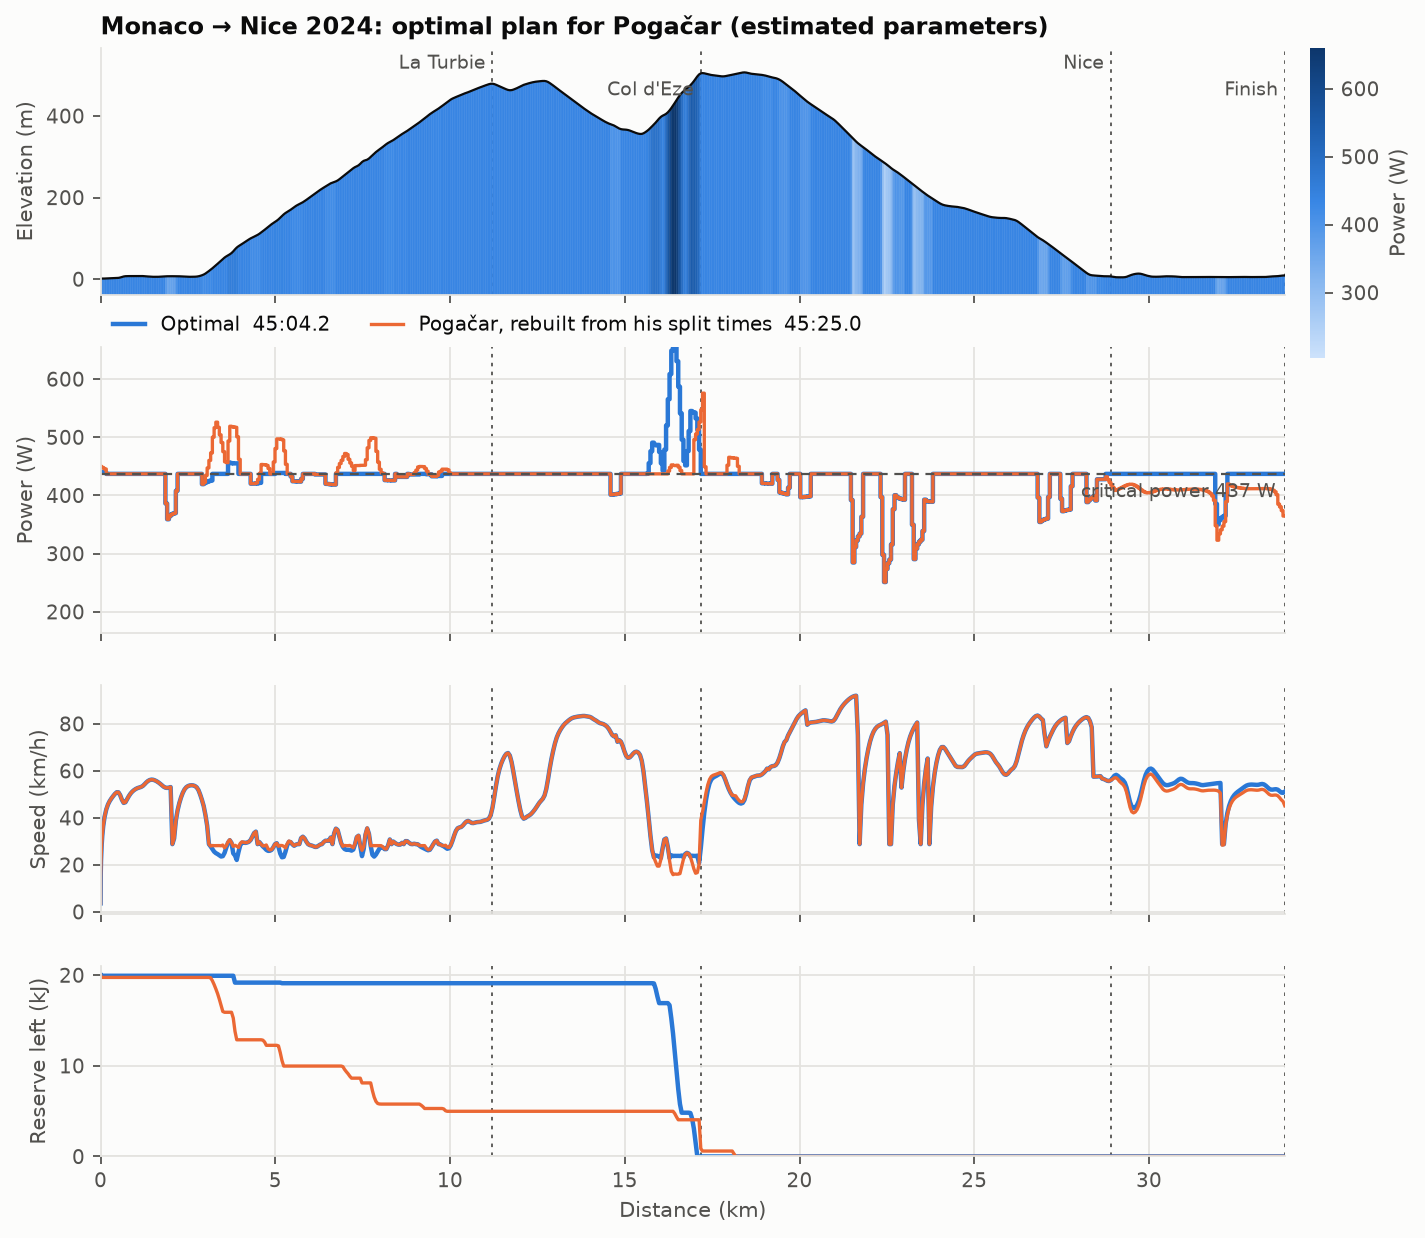 Monaco → Nice 2024: optimal plan for Pogačar (estimated parameters)
La Turbie
Col d'Eze
Nice
Finish
Elevation (m)
400
200
0
600
500
400
300
Power (W)
Optimal 45:04.2
Pogačar, rebuilt from his split times 45:25.0
Power (W)
600
500
400
300
200
critical power 437 W
Speed (km/h)
80
60
40
20
0
Reserve left (kJ)
20
10
0
0 5 10 15 20 25 30
Distance (km)